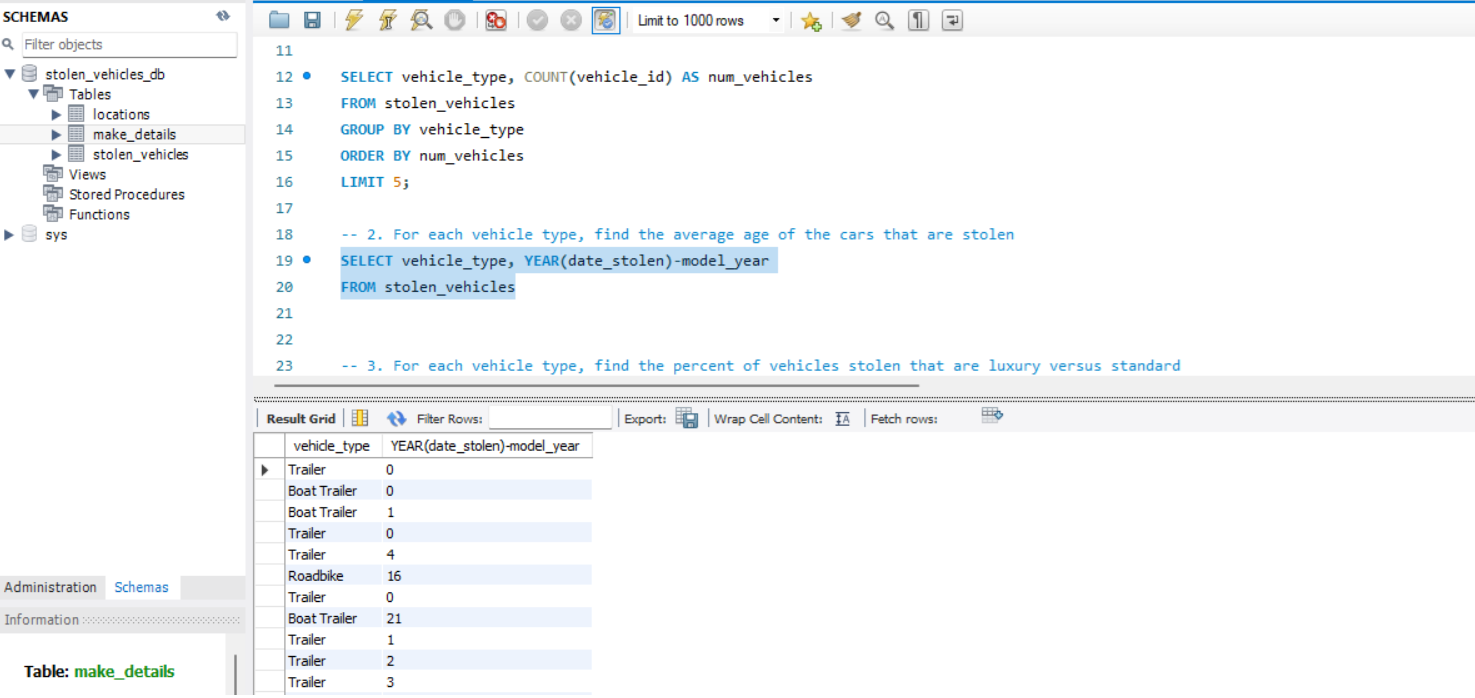 SCHEMAS
Filter objects
stolen_vehicles_db
Tables
locations
make_details
stolen_vehicles
Views
Stored Procedures
Functions
sys
Administration Schemas
Information
Table: make_details
Limit to 1000 rows
11
12 SELECT vehicle_type, COUNT(vehicle_id) AS num_vehicles
13 FROM stolen_vehicles
14 GROUP BY vehicle_type
15 ORDER BY num_vehicles
16 LIMIT 5;
17
18 -- 2. For each vehicle type, find the average age of the cars that are stolen
19 SELECT vehicle_type, YEAR(date_stolen)-model_year
20 FROM stolen_vehicles
21
22
23 -- 3. For each vehicle type, find the percent of vehicles stolen that are luxury versus standard
Result Grid Filter Rows: Export: Wrap Cell Content: IA Fetch rows:
vehicle_type YEAR(date_stolen)-model_year
Trailer 0
Boat Trailer 0
Boat Trailer 1
Trailer 0
Trailer 4
Roadbike 16
Trailer 0
Boat Trailer 21
Trailer 1
Trailer 2
Trailer 3